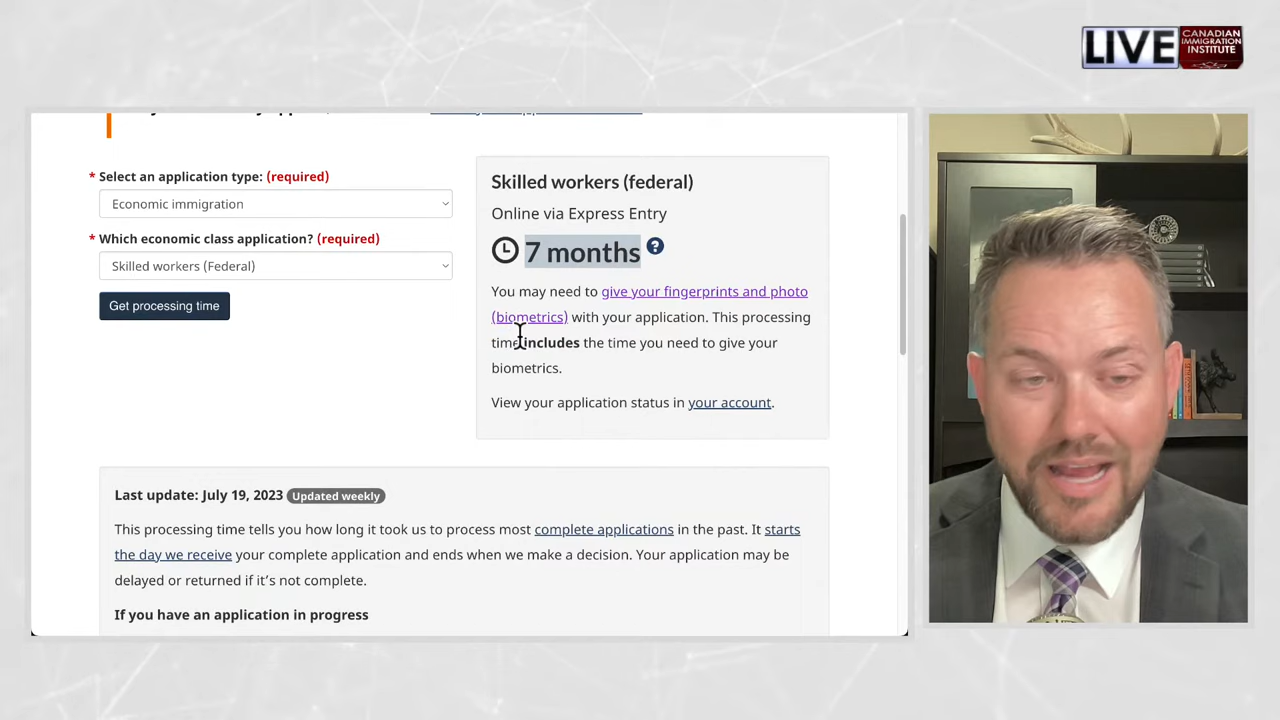 LIVE
CANADIAN
IMMIGRATION
INSTITUTE
* Select an application type: (required)
Economic immigration
* Which economic class application? (required)
Skilled workers (Federal)
Get processing time
Skilled workers (federal)
Online via Express Entry
7 months ?
You may need to give your fingerprints and photo
(biometrics) with your application. This processing
time includes the time you need to give your
biometrics.
View your application status in your account.
Last update: July 19, 2023 Updated weekly
This processing time tells you how long it took us to process most complete applications in the past. It starts
the day we receive your complete application and ends when we make a decision. Your application may be
delayed or returned if it’s not complete.
If you have an application in progress